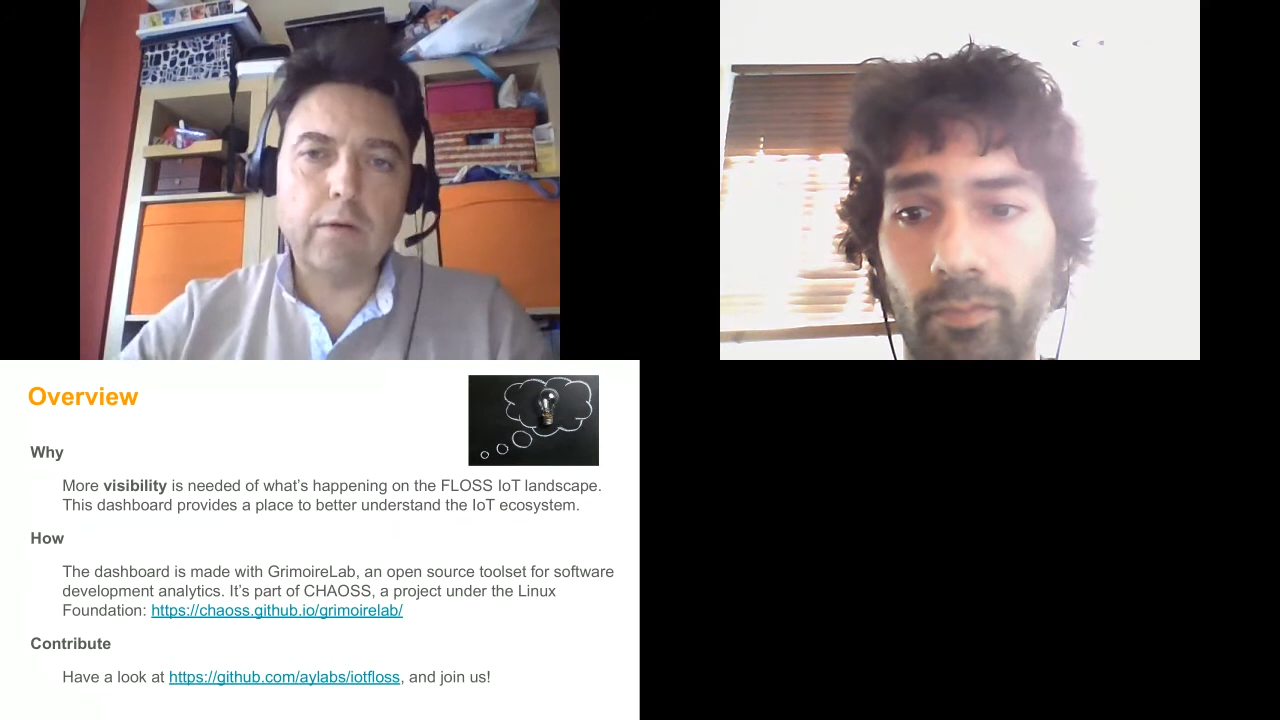 Overview
Why
More visibility is needed of what's happening on the FLOSS IoT landscape.
This dashboard provides a place to better understand the IoT ecosystem.
How
The dashboard is made with GrimoireLab, an open source toolset for software
development analytics. It's part of CHAOSS, a project under the Linux
Foundation: https://chaoss.github.io/grimoirelab/
Contribute
Have a look at https://github.com/aylabs/iotfloss, and join us!